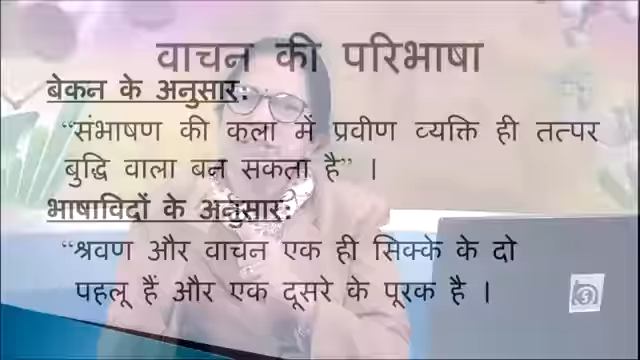 वाचन की परिभाषा
बेकन के अनुसार:
“संभाषण की कला में प्रवीण व्यक्ति ही तत्पर
बुद्धि वाला बन सकता है” ।
भाषाविदों के अनुसार:
“श्रवण और वाचन एक ही सिक्के के दो
पहलू हैं और एक दूसरे के पूरक है ।